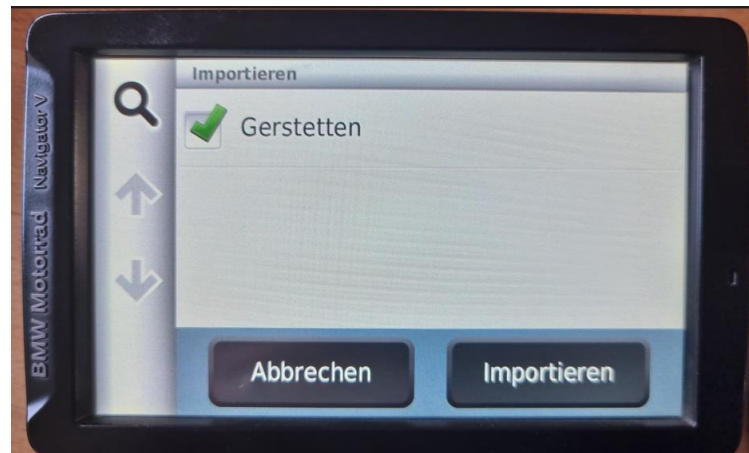 Importieren
Gerstetten
Abbrechen
Importieren
BMW Motorrad Navigator V